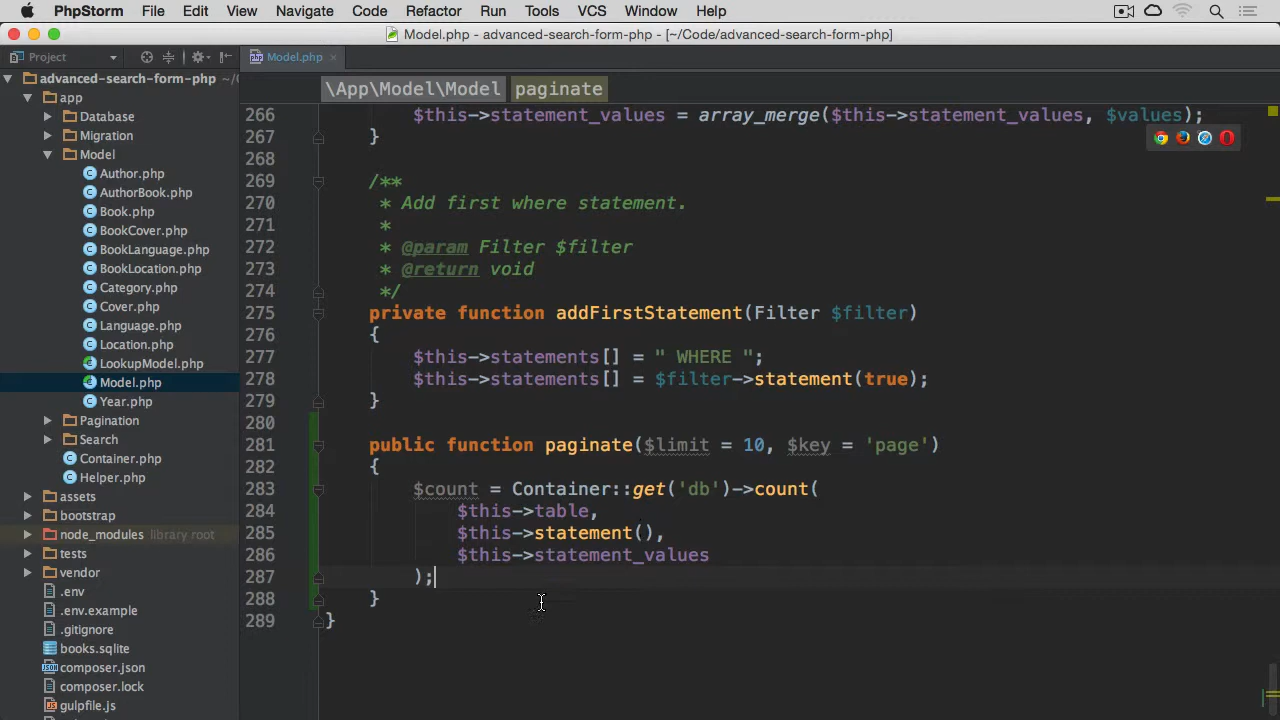 PhpStorm File Edit View Navigate Code Refactor Run Tools VCS Window Help
Model.php - advanced-search-form-php - [~/Code/advanced-search-form-php]
Project
Model.php
advanced-search-form-php
\App\Model\Model paginate
app
Database
Migration
Model
Author.php
AuthorBook.php
Book.php
BookCover.php
BookLanguage.php
BookLocation.php
Category.php
Cover.php
Language.php
Location.php
LookupModel.php
Model.php
Year.php
Pagination
Search
Container.php
Helper.php
assets
bootstrap
node_modules library root
tests
vendor
.env
.env.example
.gitignore
books.sqlite
composer.json
composer.lock
gulpfile.js
266 $this->statement_values = array_merge($this->statement_values, $values);
267 }
268
269 /**
270 * Add first where statement.
271 *
272 * @param Filter $filter
273 * @return void
274 */
275 private function addFirstStatement(Filter $filter)
276 {
277 $this->statements[] = " WHERE ";
278 $this->statements[] = $filter->statement(true);
279 }
280
281 public function paginate($limit = 10, $key = 'page')
282 {
283 $count = Container::get('db')->count(
284 $this->table,
285 $this->statement(),
286 $this->statement_values
287 );
288 }
289 }